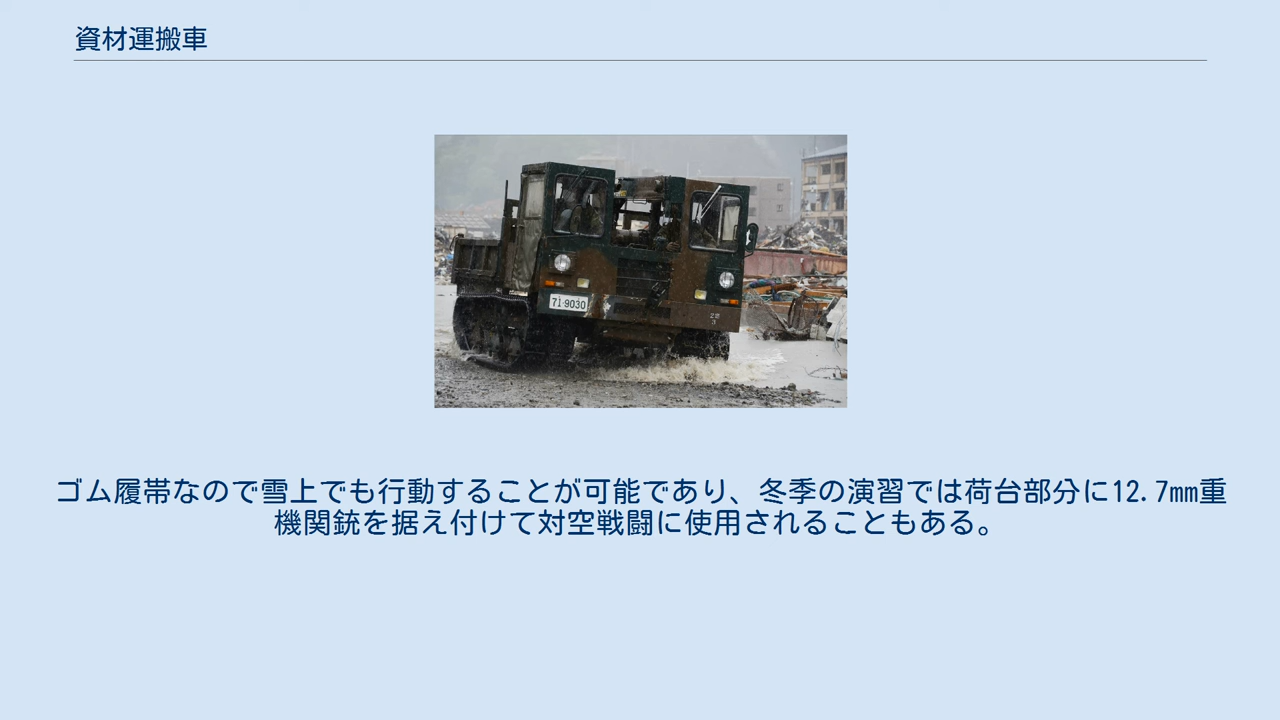 資材運搬車
71-9030
ゴム履帯なので雪上でも行動することが可能であり、冬季の演習では荷台部分に12.7mm重
機関銃を据え付けて対空戦闘に使用されることもある。